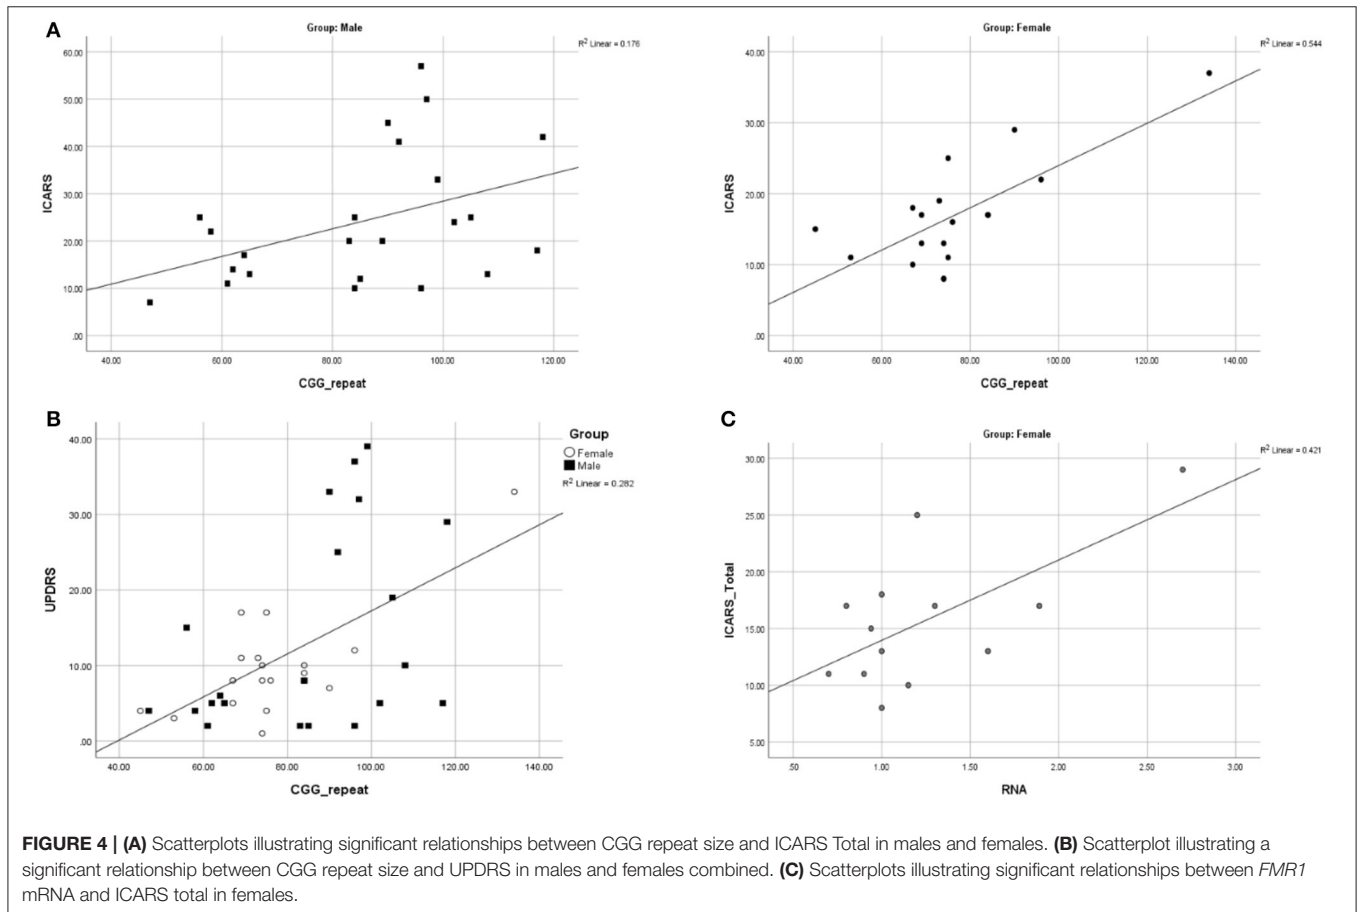 A
Group: Male
R² Linear = 0.176
60.00
50.00
40.00
30.00
20.00
10.00
.00
ICARS
40.00 60.00 80.00 100.00 120.00
CGG_repeat
Group: Female
R² Linear = 0.544
40.00
30.00
20.00
10.00
.00
ICARS
40.00 60.00 80.00 100.00 120.00 140.00
CGG_repeat
B
Group
Female
Male
R² Linear = 0.282
40.00
30.00
20.00
10.00
.00
UPDRS
40.00 60.00 80.00 100.00 120.00 140.00
CGG_repeat
C
Group: Female
R² Linear = 0.421
30.00
25.00
20.00
15.00
10.00
5.00
ICARS_Total
.50 1.00 1.50 2.00 2.50 3.00
RNA
FIGURE 4 | (A) Scatterplots illustrating significant relationships between CGG repeat size and ICARS Total in males and females. (B) Scatterplot illustrating a
significant relationship between CGG repeat size and UPDRS in males and females combined. (C) Scatterplots illustrating significant relationships between FMR1
mRNA and ICARS total in females.